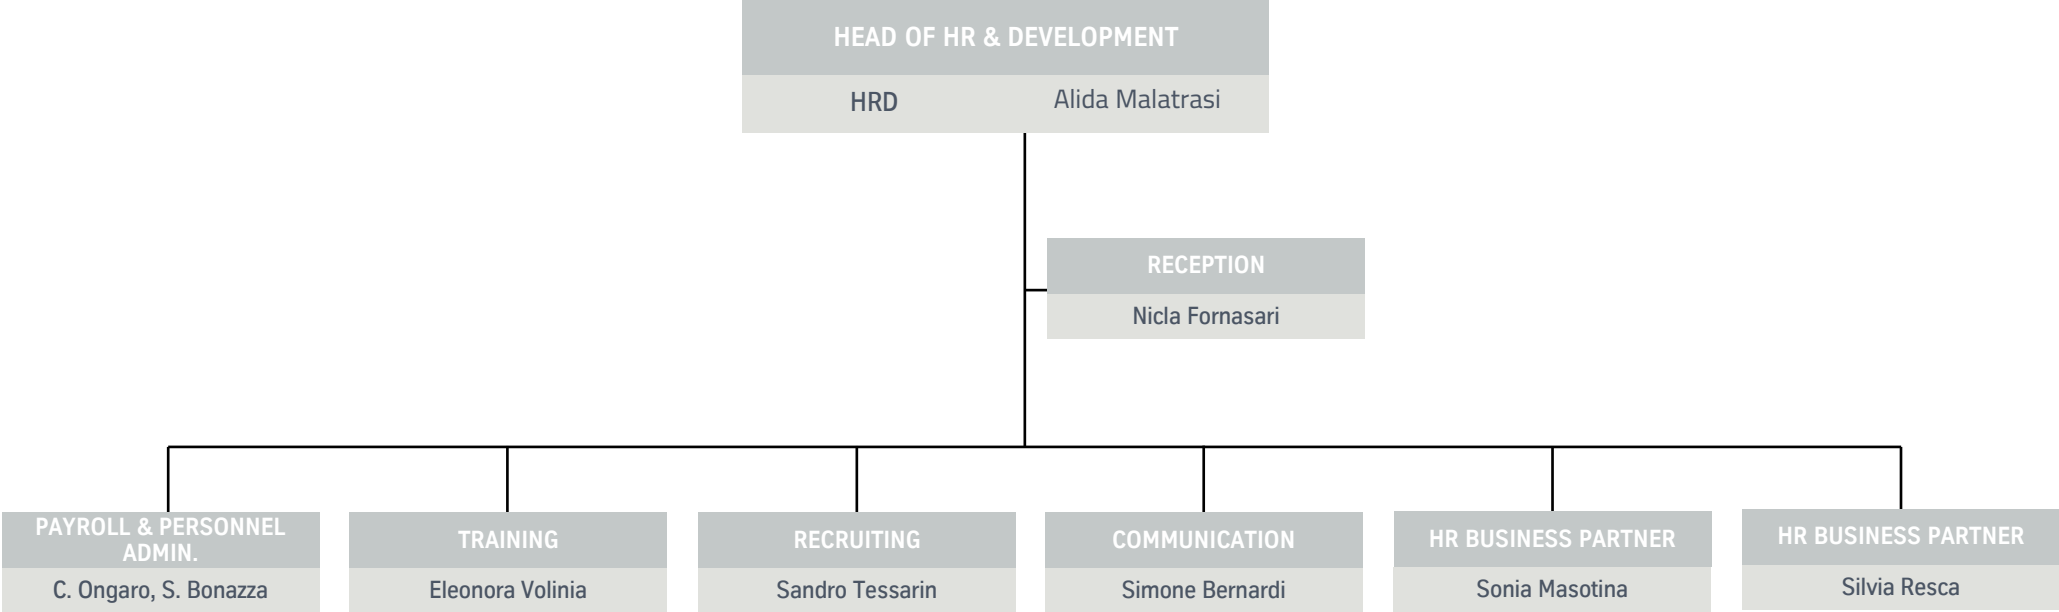 HEAD OF HR & DEVELOPMENT
HRD Alida Malatrasi
RECEPTION
Nicla Fornasari
PAYROLL & PERSONNEL
ADMIN.
C. Ongaro, S. Bonazza
TRAINING
Eleonora Volinia
RECRUITING
Sandro Tessarin
COMMUNICATION
Simone Bernardi
HR BUSINESS PARTNER
Sonia Masotina
HR BUSINESS PARTNER
Silvia Resca